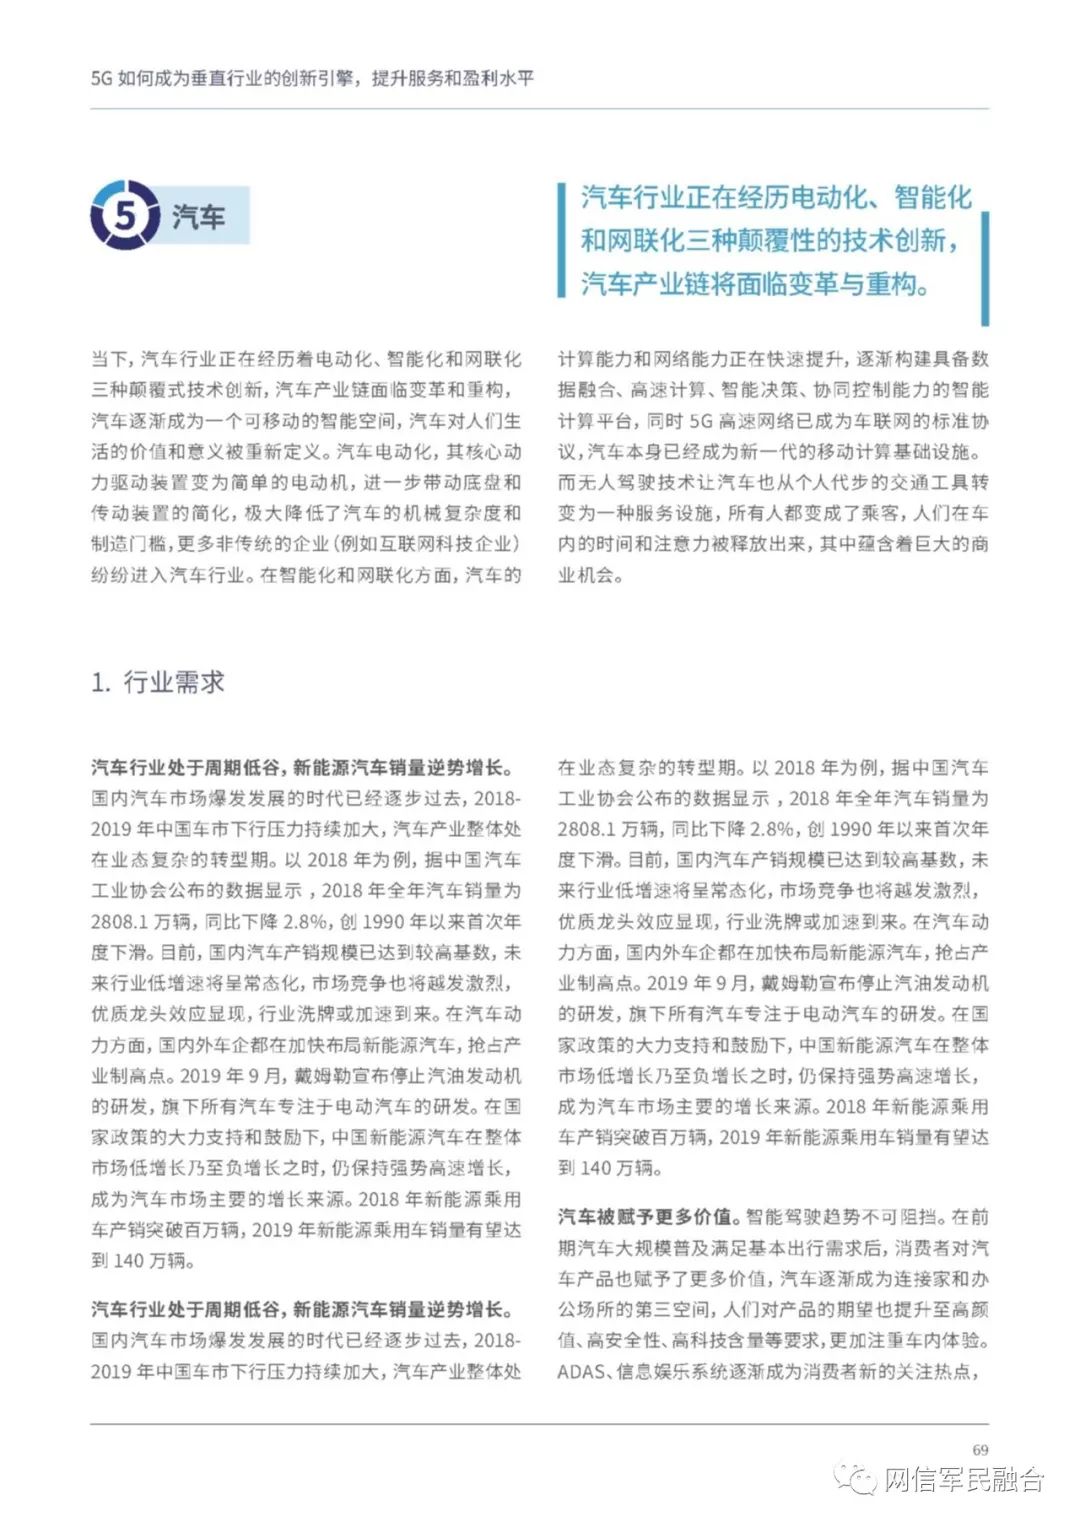 5G 如何成为垂直行业的创新引擎，提升服务和盈利水平
5 汽车
汽车行业正在经历电动化、智能化
和网联化三种颠覆性的技术创新，
汽车产业链将面临变革与重构。
当下，汽车行业正在经历着电动化、智能化和网联化
三种颠覆式技术创新，汽车产业链面临变革和重构，
汽车逐渐成为一个可移动的智能空间，汽车对人们生
活的价值和意义被重新定义。汽车电动化，其核心动
力驱动装置变为简单的电动机，进一步带动底盘和
传动装置的简化，极大降低了汽车的机械复杂度和
制造门槛，更多非传统的企业（例如互联网科技企业）
纷纷进入汽车行业。在智能化和网联化方面，汽车的
计算能力和网络能力正在快速提升，逐渐构建具备数
据融合、高速计算、智能决策、协同控制能力的智能
计算平台，同时 5G 高速网络已成为车联网的标准协
议，汽车本身已经成为新一代的移动计算基础设施。
而无人驾驶技术让汽车也从个人代步的交通工具转
变为一种服务设施，所有人都变成了乘客，人们在车
内的时间和注意力被释放出来，其中蕴含着巨大的商
业机会。
1. 行业需求
汽车行业处于周期低谷，新能源汽车销量逆势增长。
国内汽车市场爆发发展的时代已经逐步过去，2018-
2019 年中国车市下行压力持续加大，汽车产业整体处
在业态复杂的转型期。以 2018 年为例，据中国汽车
工业协会公布的数据显示 ，2018 年全年汽车销量为
2808.1 万辆，同比下降 2.8%，创 1990 年以来首次年
度下滑。目前，国内汽车产销规模已达到较高基数，未
来行业低增速将呈常态化，市场竞争也将越发激烈，
优质龙头效应显现，行业洗牌或加速到来。在汽车动
力方面，国内外车企都在加快布局新能源汽车，抢占产
业制高点。2019 年 9 月，戴姆勒宣布停止汽油发动机
的研发，旗下所有汽车专注于电动汽车的研发。在国
家政策的大力支持和鼓励下，中国新能源汽车在整体
市场低增长乃至负增长之时，仍保持强势高速增长，
成为汽车市场主要的增长来源。2018 年新能源乘用
车产销突破百万辆，2019 年新能源乘用车销量有望达
到 140 万辆。
汽车行业处于周期低谷，新能源汽车销量逆势增长。
国内汽车市场爆发发展的时代已经逐步过去，2018-
2019 年中国车市下行压力持续加大，汽车产业整体处
在业态复杂的转型期。以 2018 年为例，据中国汽车
工业协会公布的数据显示 ，2018 年全年汽车销量为
2808.1 万辆，同比下降 2.8%，创 1990 年以来首次年
度下滑。目前，国内汽车产销规模已达到较高基数，未
来行业低增速将呈常态化，市场竞争也将越发激烈，
优质龙头效应显现，行业洗牌或加速到来。在汽车动
力方面，国内外车企都在加快布局新能源汽车，抢占产
业制高点。2019 年 9 月，戴姆勒宣布停止汽油发动机
的研发，旗下所有汽车专注于电动汽车的研发。在国
家政策的大力支持和鼓励下，中国新能源汽车在整体
市场低增长乃至负增长之时，仍保持强势高速增长，
成为汽车市场主要的增长来源。2018 年新能源乘用
车产销突破百万辆，2019 年新能源乘用车销量有望达
到 140 万辆。
汽车被赋予更多价值。智能驾驶趋势不可阻挡。在前
期汽车大规模普及满足基本出行需求后，消费者对汽
车产品也赋予了更多价值，汽车逐渐成为连接家和办
公场所的第三空间，人们对产品的期望也提升至高颜
值、高安全性、高科技含量等要求，更加注重车内体验。
ADAS、信息娱乐系统逐渐成为消费者新的关注热点，
69
网信军民融合